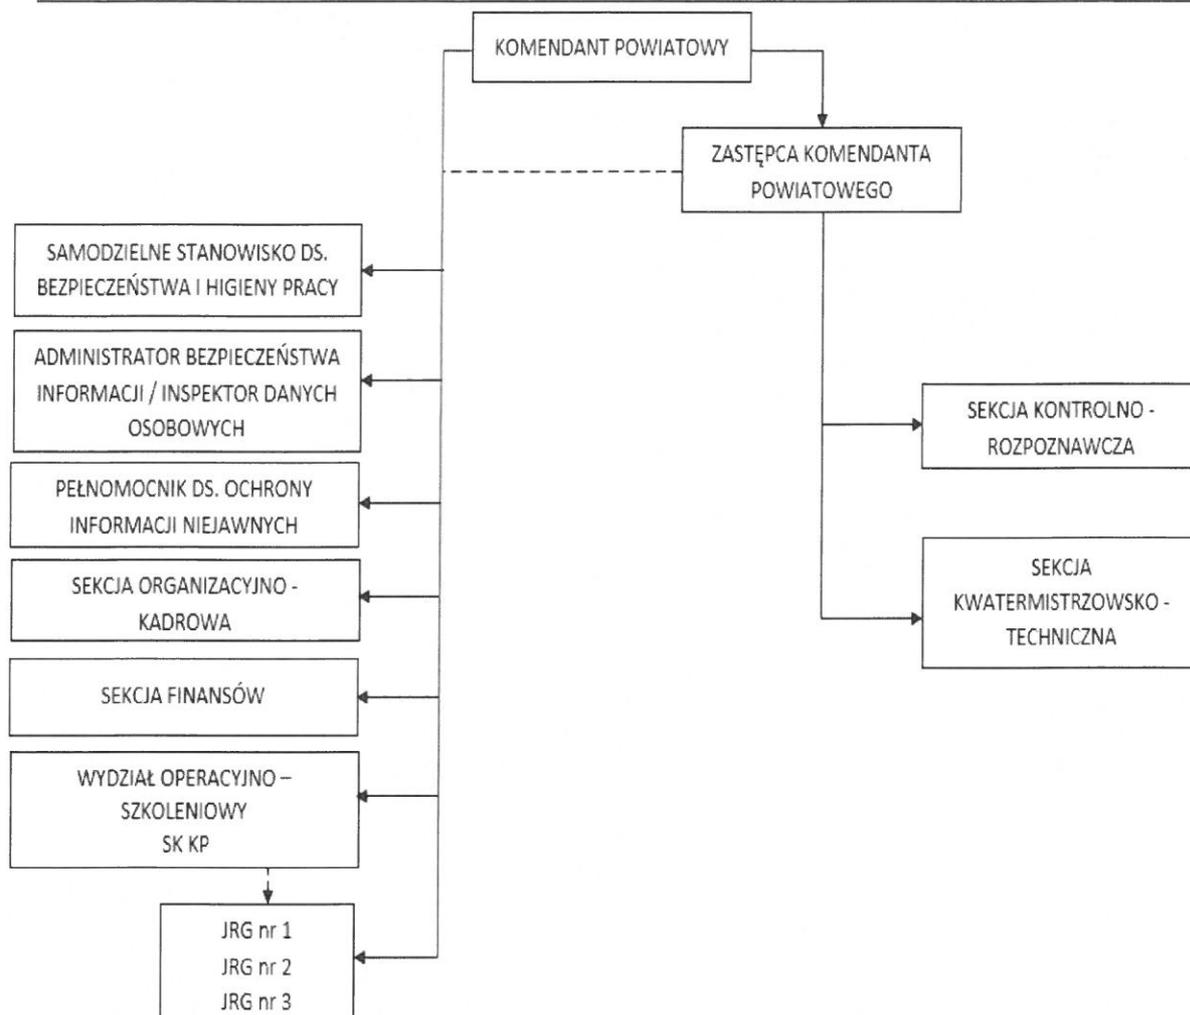 KOMENDANT POWIATOWY
ZASTĘPCA KOMENDANTA
POWIATOWEGO
SAMODZIELNE STANOWISKO DS.
BEZPIECZEŃSTWA I HIGIENY PRACY
ADMINISTRATOR BEZPIECZEŃSTWA
INFORMACJI / INSPEKTOR DANYCH
OSOBOWYCH
PEŁNOMOCNIK DS. OCHRONY
INFORMACJI NIEJAWNYCH
SEKCJA ORGANIZACYJNO -
KADROWA
SEKCJA FINANSÓW
WYDZIAŁ OPERACYJNO –
SZKOLENIOWY
SK KP
JRG nr 1
JRG nr 2
JRG nr 3
SEKCJA KONTROLNO -
ROZPOZNAWCZA
SEKCJA
KWATERMISTRZOWSKO -
TECHNICZNA